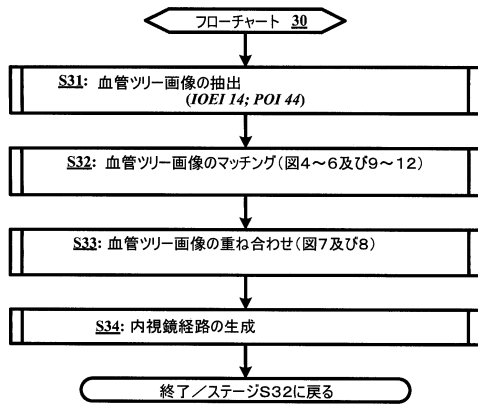 フローチャート 30
S31: 血管ツリー画像の抽出
(IOEI 14; POI 44)
S32: 血管ツリー画像のマッチング(図4~6及び9~12)
S33: 血管ツリー画像の重ね合わせ(図7及び8)
S34: 内視鏡経路の生成
終了/ステージS32に戻る